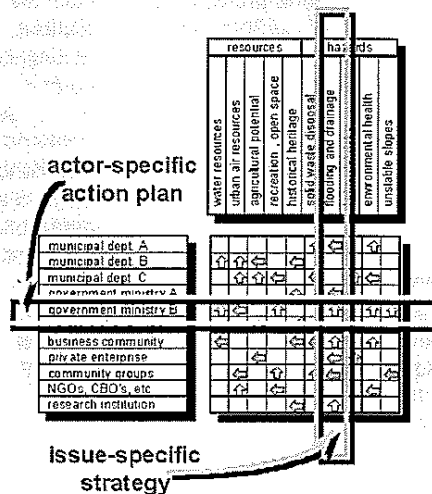 resources
hazards
water resources
urban air resources
agricultural potential
recreation, open space
historical heritage
solid waste disposal
flooding and drainage
environmental health
unstable slopes
actor-specific
action plan
municipal dept. A
municipal dept. B
municipal dept. C
government ministry A
government ministry B
business community
private enterprise
community groups
NGOs, CBO's, etc
research institution
issue-specific
strategy